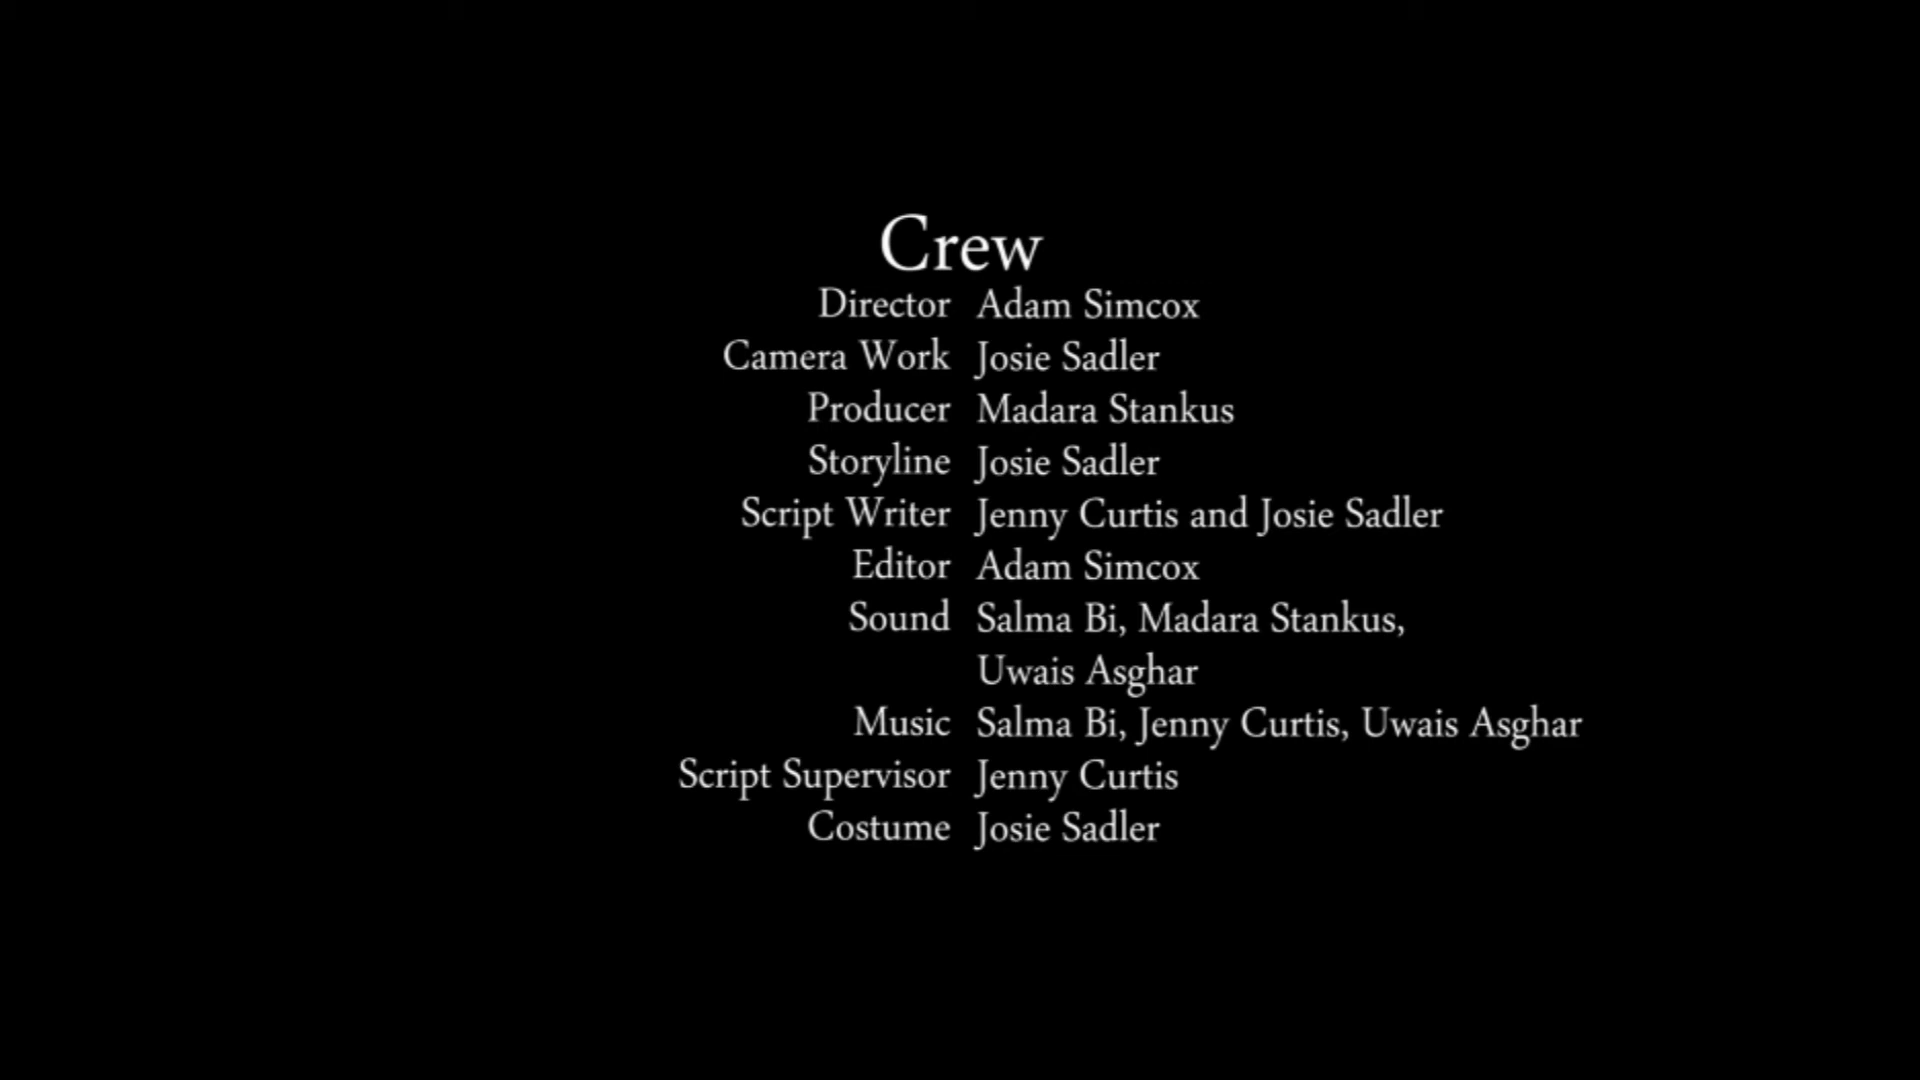 Crew
Director Adam Simcox
Camera Work Josie Sadler
Producer Madara Stankus
Storyline Josie Sadler
Script Writer Jenny Curtis and Josie Sadler
Editor Adam Simcox
Sound Salma Bi, Madara Stankus,
Uwais Asghar
Music Salma Bi, Jenny Curtis, Uwais Asghar
Script Supervisor Jenny Curtis
Costume Josie Sadler